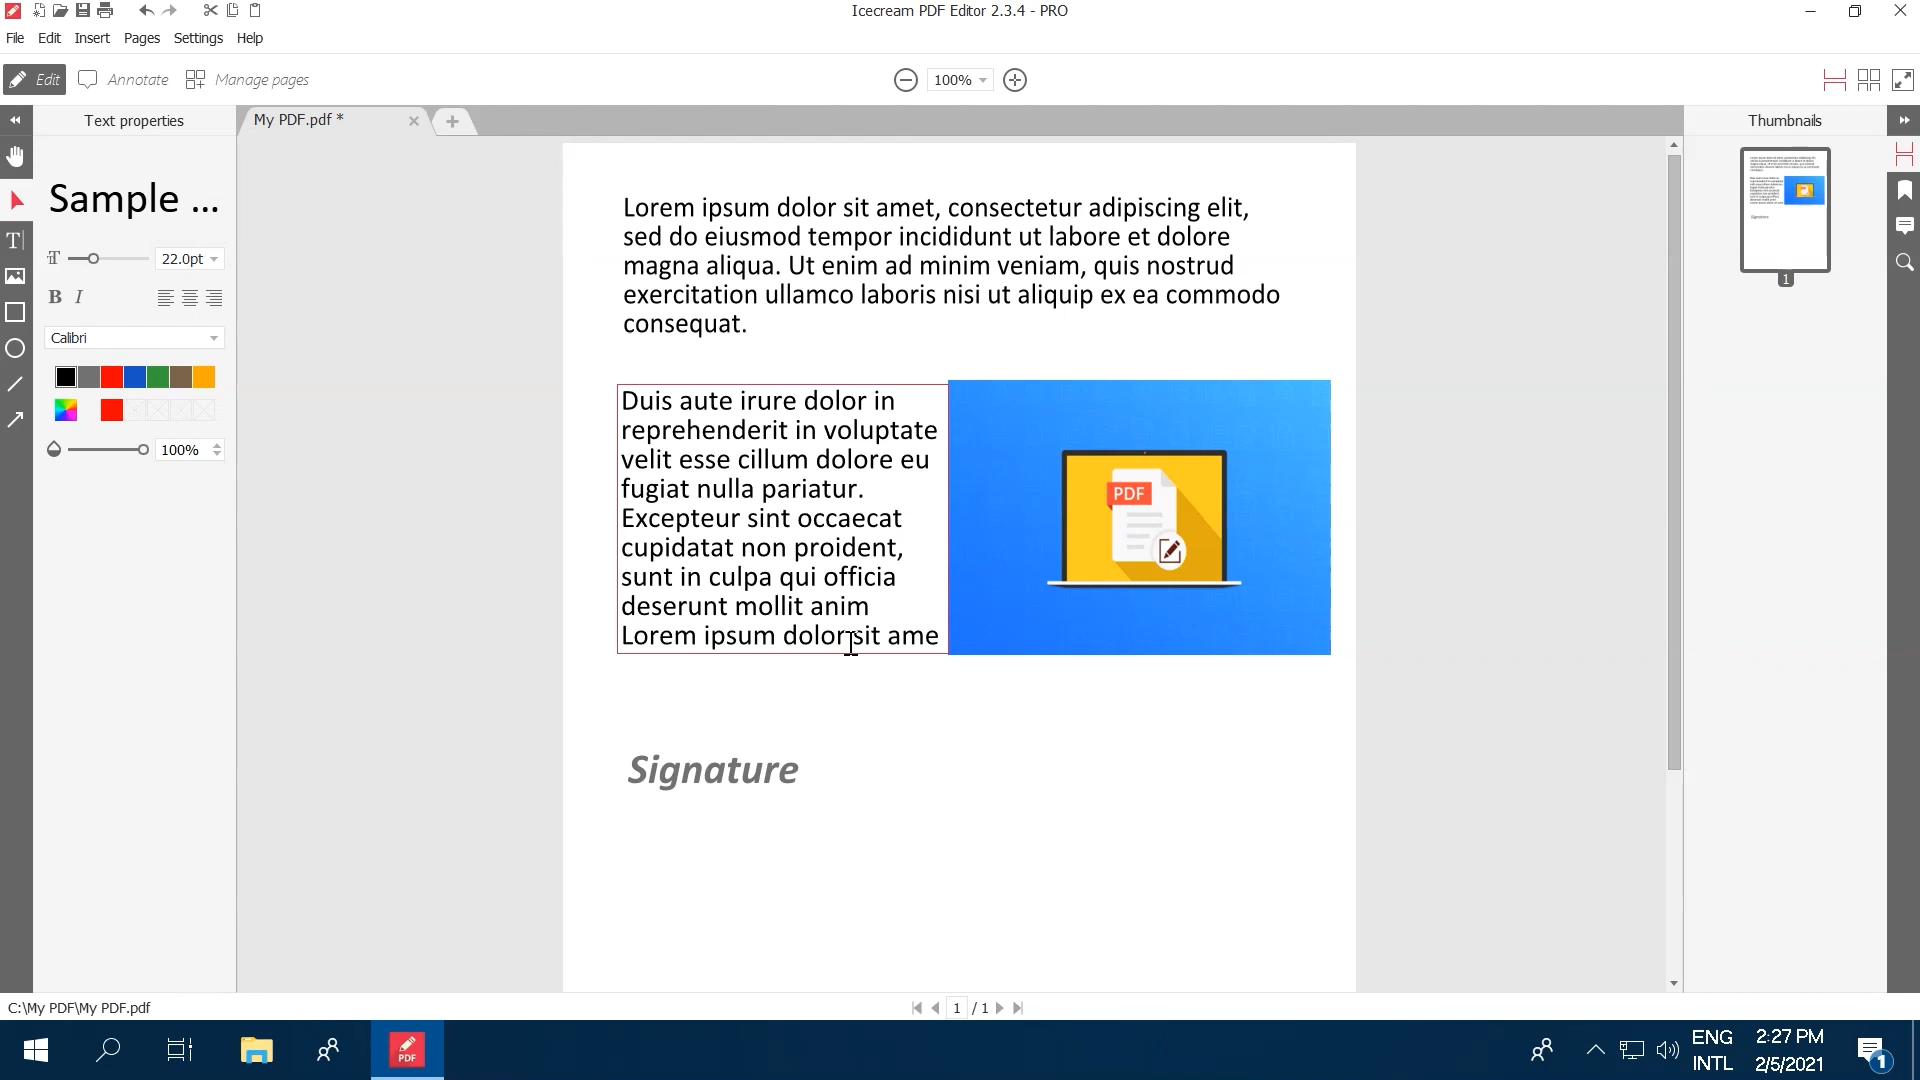 Icecream PDF Editor 2.3.4 - PRO
File Edit Insert Pages Settings Help
Edit Annotate Manage pages
100%
Text properties
My PDF.pdf *
Thumbnails
Sample ...
22.0pt
B I
Calibri
100%
Lorem ipsum dolor sit amet, consectetur adipiscing elit,
sed do eiusmod tempor incididunt ut labore et dolore
magna aliqua. Ut enim ad minim veniam, quis nostrud
exercitation ullamco laboris nisi ut aliquip ex ea commodo
consequat.
Duis aute irure dolor in
reprehenderit in voluptate
velit esse cillum dolore eu
fugiat nulla pariatur.
Excepteur sint occaecat
cupidatat non proident,
sunt in culpa qui officia
deserunt mollit anim
Lorem ipsum dolor sit ame
PDF
Signature
1
C:\My PDF\My PDF.pdf
1 / 1
PDF
ENG
INTL
2:27 PM
2/5/2021
1